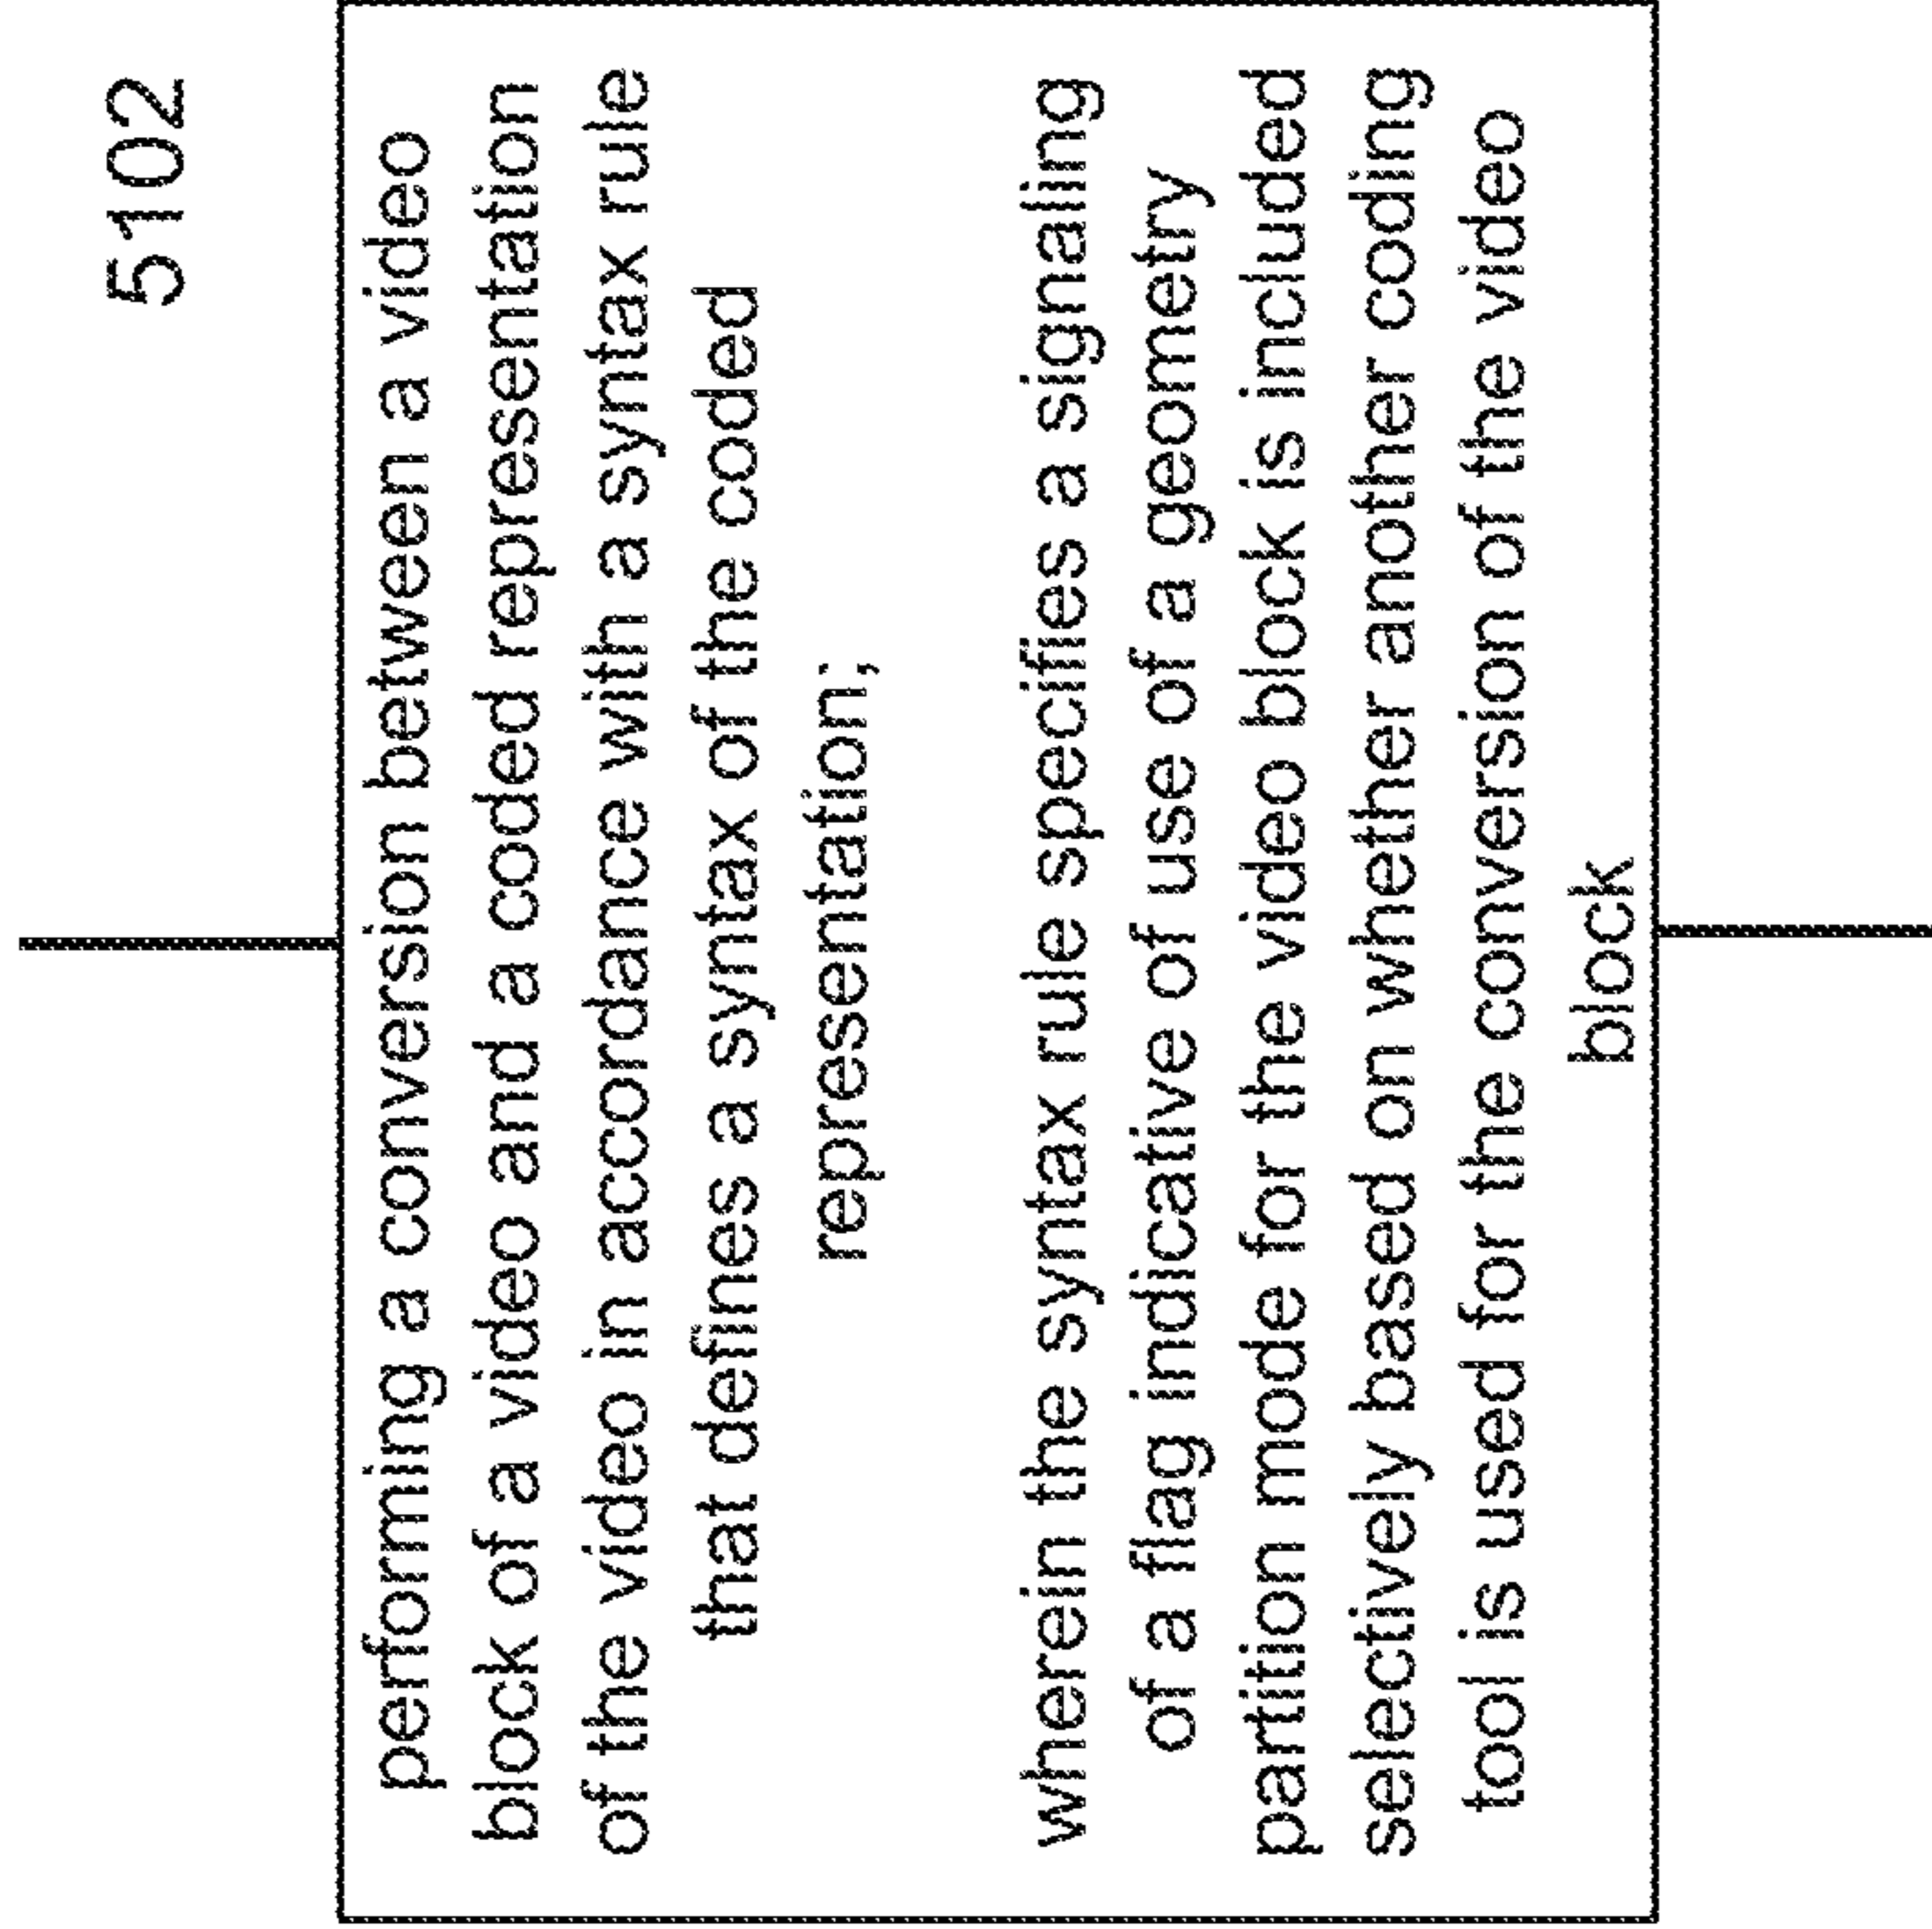 5102
performing a conversion between a video
block of a video and a coded representation
of the video in accordance with a syntax rule
that defines a syntax of the coded
representation;
wherein the syntax rule specifies a signaling
of a flag indicative of use of a geometry
partition mode for the video block is included
selectively based on whether another coding
tool is used for the conversion of the video
block